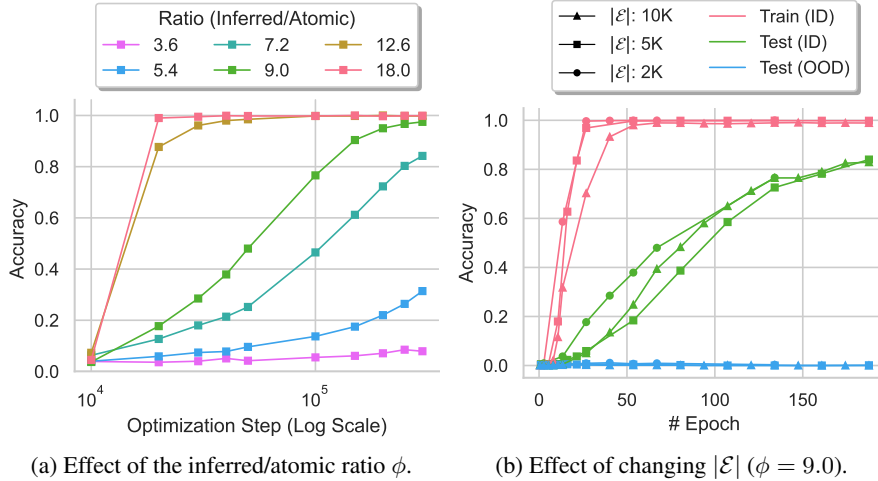 Ratio (Inferred/Atomic)
3.6 7.2 12.6
5.4 9.0 18.0
1.0
0.8
0.6
0.4
0.2
0.0
Accuracy
10^4 10^5
Optimization Step (Log Scale)
(a) Effect of the inferred/atomic ratio ϕ.
|ℰ|: 10K Train (ID)
|ℰ|: 5K Test (ID)
|ℰ|: 2K Test (OOD)
1.0
0.8
0.6
0.4
0.2
0.0
Accuracy
0 50 100 150
# Epoch
(b) Effect of changing |ℰ| (ϕ = 9.0).